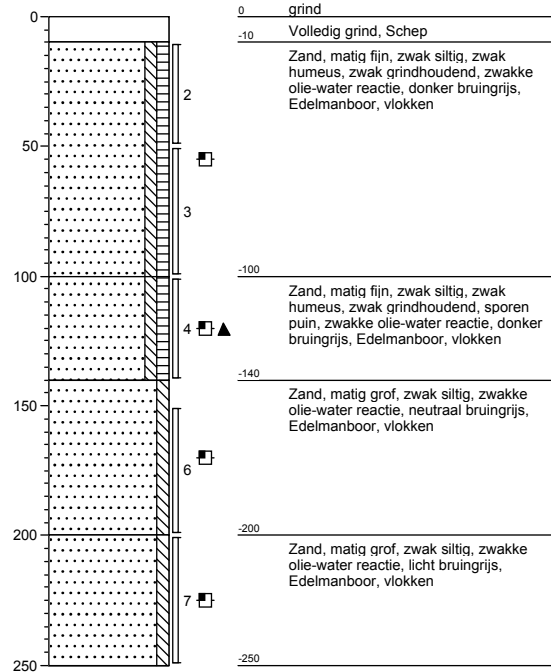 0
50
100
150
200
250
2
3
4
6
7
0 grind
-10
Volledig grind, Schep
Zand, matig fijn, zwak siltig, zwak
humeus, zwak grindhoudend, zwakke
olie-water reactie, donker bruingrijs,
Edelmanboor, vlokken
-100
Zand, matig fijn, zwak siltig, zwak
humeus, zwak grindhoudend, sporen
puin, zwakke olie-water reactie, donker
bruingrijs, Edelmanboor, vlokken
-140
Zand, matig grof, zwak siltig, zwakke
olie-water reactie, neutraal bruingrijs,
Edelmanboor, vlokken
-200
Zand, matig grof, zwak siltig, zwakke
olie-water reactie, licht bruingrijs,
Edelmanboor, vlokken
-250